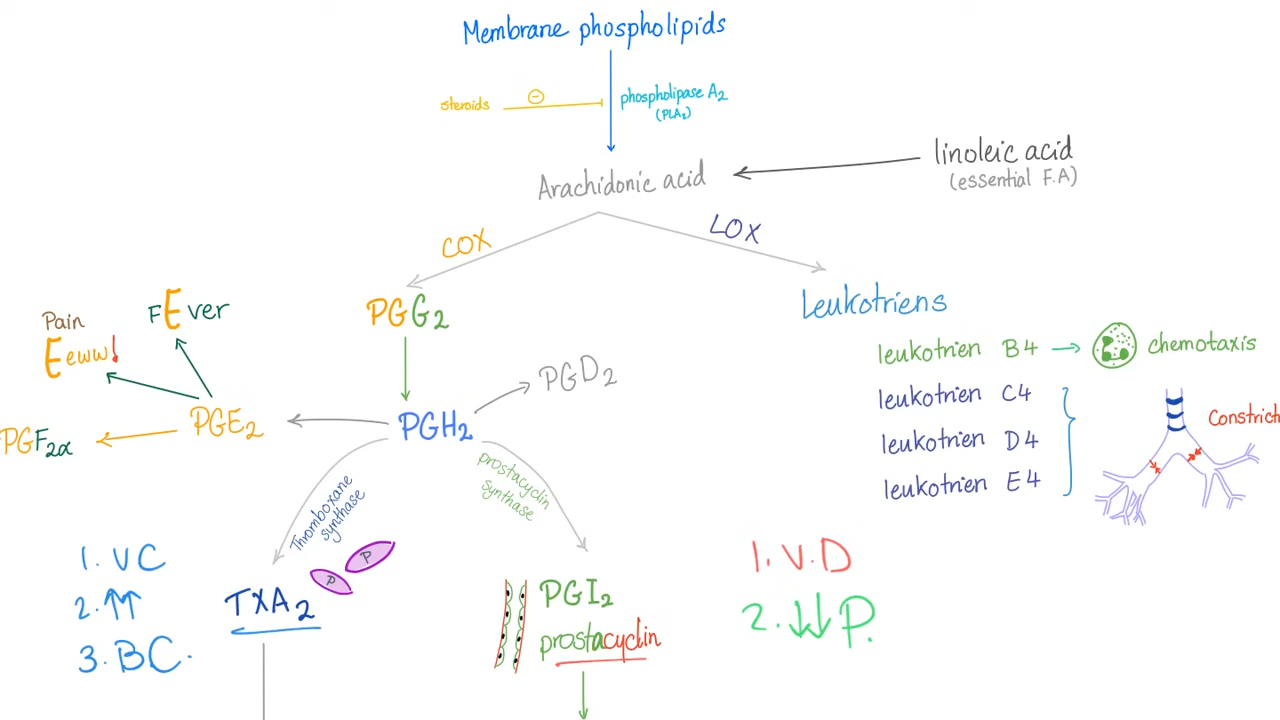 Membrane phospholipids
steroids
⊖
phospholipase A2
(PLA2)
Arachidonic acid
linoleic acid
(essential F.A)
COX
LOX
PGG2
Leukotriens
Pain
Eeww!
FEver
leukotrien B4
chemotaxis
leukotrien C4
leukotrien D4
leukotrien E4
Constrict
PGD2
PGH2
PGE2
PGF2α
Thromboxane
synthase
prostacyclin
synthase
1. VC
2. ↑↑
3. BC.
TXA2
P
P
PGI2
prostacyclin
1. V.D
2. ↓↓ P.